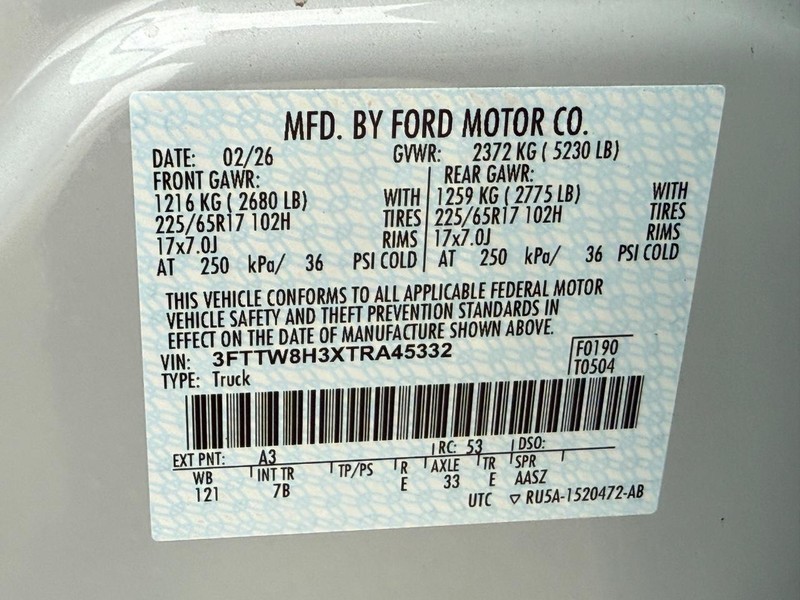 MFD. BY FORD MOTOR CO.
DATE: 02/26 GVWR: 2372 KG ( 5230 LB)
FRONT GAWR: REAR GAWR:
1216 KG ( 2680 LB) WITH 1259 KG ( 2775 LB) WITH
225/65R17 102H TIRES 225/65R17 102H TIRES
17x7.0J RIMS 17x7.0J RIMS
AT 250 kPa/ 36 PSI COLD AT 250 kPa/ 36 PSI COLD
THIS VEHICLE CONFORMS TO ALL APPLICABLE FEDERAL MOTOR
VEHICLE SAFETY AND THEFT PREVENTION STANDARDS IN
EFFECT ON THE DATE OF MANUFACTURE SHOWN ABOVE.
VIN: 3FTTW8H3XTRA45332 F0190
TYPE: Truck T0504
EXT PNT: A3 RC: 53 DSO:
WB INT TR TP/PS R AXLE TR SPR
121 7B E 33 E AASZ
UTC ▽ RU5A-1520472-AB